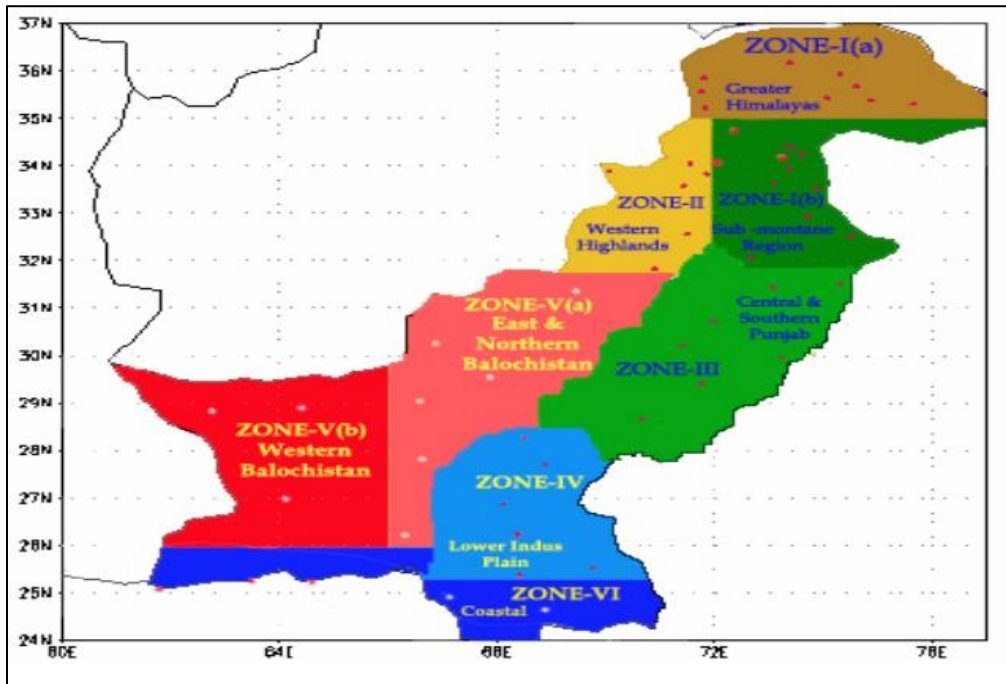 37N
ZONE-I(a)
36N
Greater
Himalayas
35N
34N
33N
ZONE-II
ZONE-I(b)
Western
Highlands
Sub -montane
Region
32N
31N
ZONE-V(a)
East &
Northern
Balochistan
Central &
Southern
Punjab
30N
ZONE-III
29N
ZONE-V(b)
Western
Balochistan
28N
ZONE-IV
27N
26N
Lower Indus
Plain
25N
ZONE-VI
Coastal
24N
60E
64E
68E
72E
76E